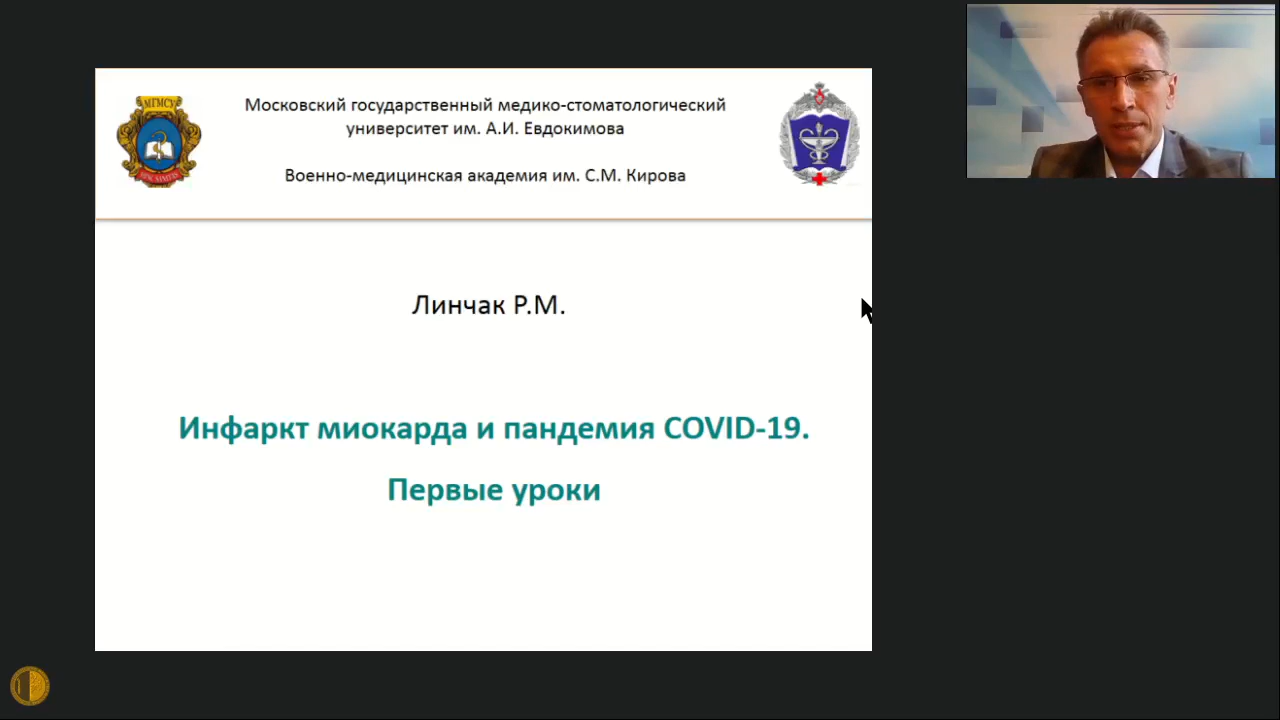 МГМСУ
Московский государственный медико-стоматологический
университет им. А.И. Евдокимова
Военно-медицинская академия им. С.М. Кирова
Линчак Р.М.
Инфаркт миокарда и пандемия COVID-19.
Первые уроки